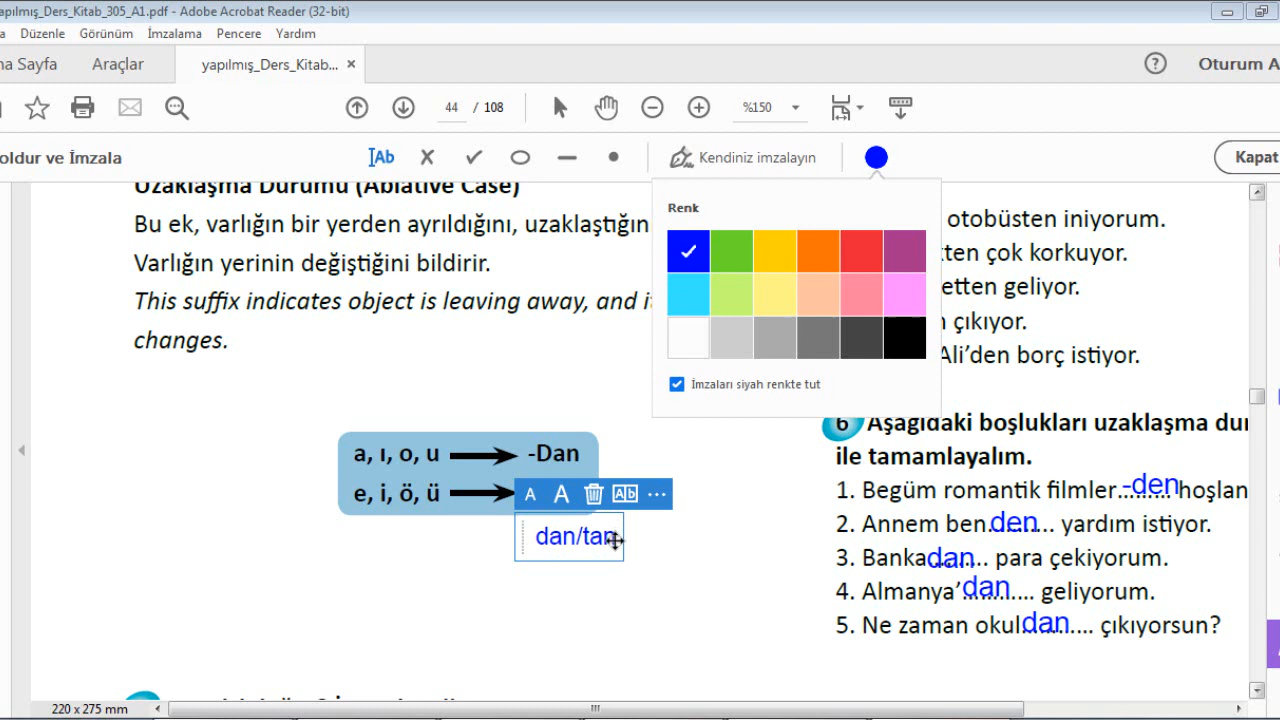 apılmış_Ders_Kitab_305_A1.pdf - Adobe Acrobat Reader (32-bit)
Düzenle Görünüm İmzalama Pencere Yardım
na Sayfa Araçlar yapılmış_Ders_Kitab... × ? Oturum A
44 / 108 %150
oldur ve İmzala Ab Kendiniz imzalayın Kapat
Uzaklaşma Durumu (Ablative Case)
Bu ek, varlığın bir yerden ayrıldığını, uzaklaştığın
Varlığın yerinin değiştiğini bildirir.
This suffix indicates object is leaving away, and i
changes.
Renk
İmzaları siyah renkte tut
otobüsten iniyorum.
ten çok korkuyor.
etten geliyor.
çıkıyor.
Ali’den borç istiyor.
a, ı, o, u -Dan
e, i, ö, ü
A A Ab ...
dan/tan
6 Aşağıdaki boşlukları uzaklaşma du
ile tamamlayalım.
1. Begüm romantik filmler...-den...hoşlan
2. Annem ben...den... yardım istiyor.
3. Banka...dan... para çekiyorum.
4. Almanya’...dan... geliyorum.
5. Ne zaman okul...dan... çıkıyorsun?
220 x 275 mm